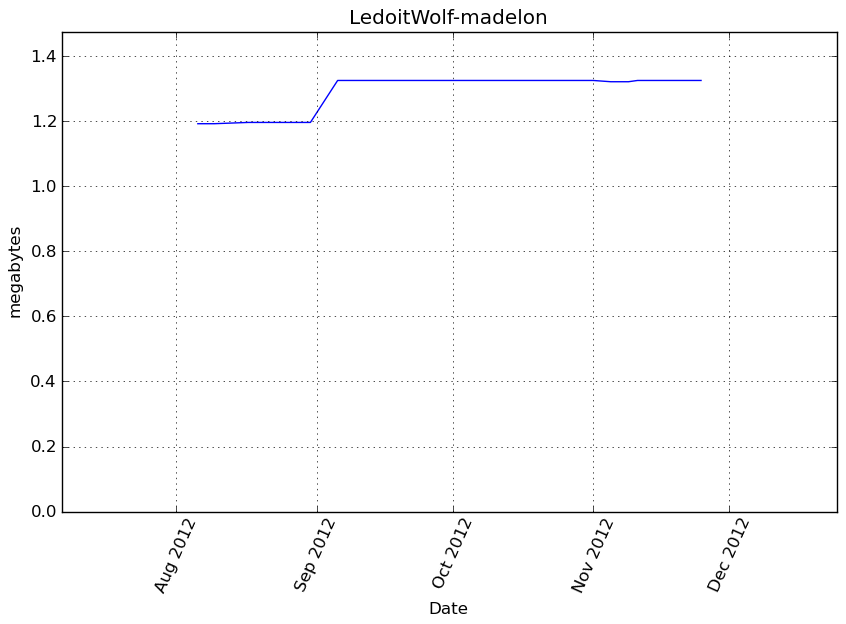 LedoitWolf-madelon
1.4
1.2
1.0
0.8
0.6
0.4
0.2
0.0
megabytes
Aug 2012
Sep 2012
Oct 2012
Nov 2012
Dec 2012
Date